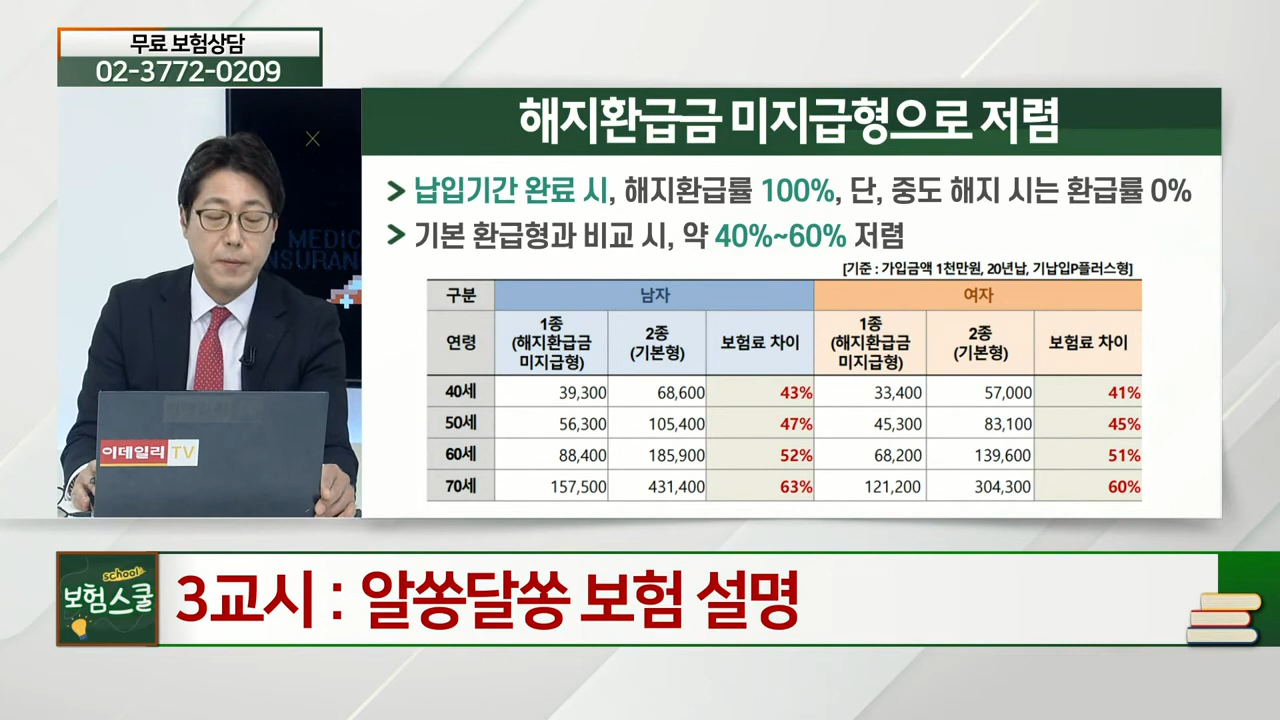 무료 보험상담
02-3772-0209
해지환급금 미지급형으로 저렴
납입기간 완료 시, 해지환급률 100%, 단, 중도 해지 시는 환급률 0%
기본 환급형과 비교 시, 약 40%~60% 저렴
[기준 : 가입금액 1천만원, 20년납, 기납입P플러스형]
구분 남자 여자
연령 1종 (해지환급금 미지급형) 2종 (기본형) 보험료 차이 1종 (해지환급금 미지급형) 2종 (기본형) 보험료 차이
40세 39,300 68,600 43% 33,400 57,000 41%
50세 56,300 105,400 47% 45,300 83,100 45%
60세 88,400 185,900 52% 68,200 139,600 51%
70세 157,500 431,400 63% 121,200 304,300 60%
MEDIC
INSURAN
이데일리 TV
school
보험스쿨
3교시 : 알쏭달쏭 보험 설명